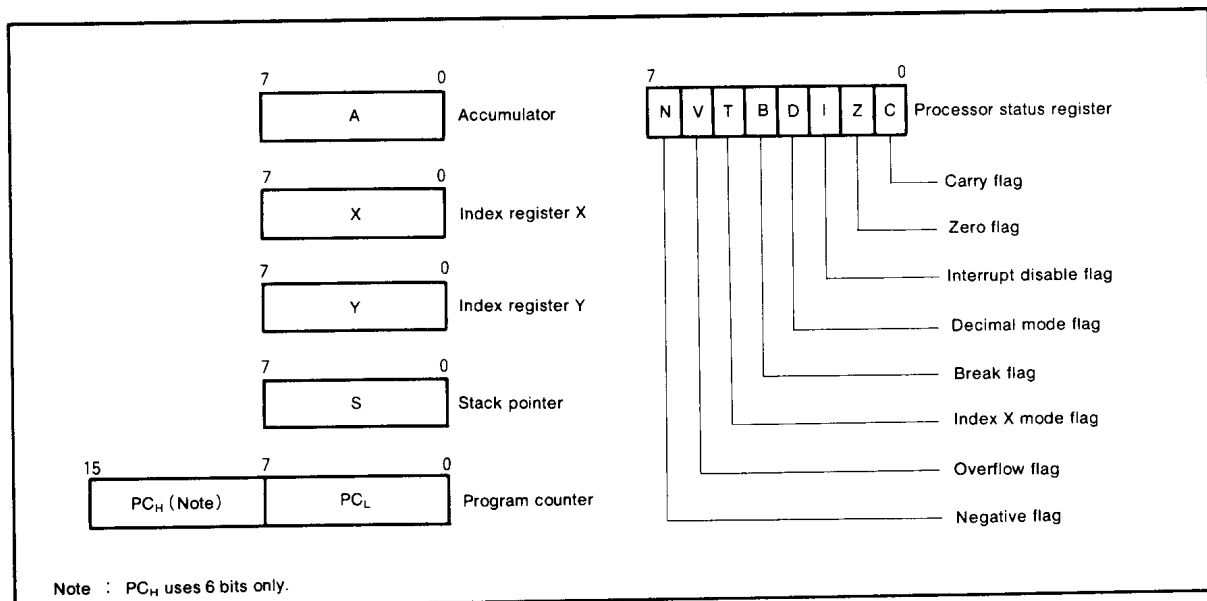 7 0
A Accumulator
7 0
X Index register X
7 0
Y Index register Y
7 0
S Stack pointer
15 7 0
PCH (Note) PCL Program counter
7 0
N V T B D I Z C Processor status register
Carry flag
Zero flag
Interrupt disable flag
Decimal mode flag
Break flag
Index X mode flag
Overflow flag
Negative flag
Note : PCH uses 6 bits only.